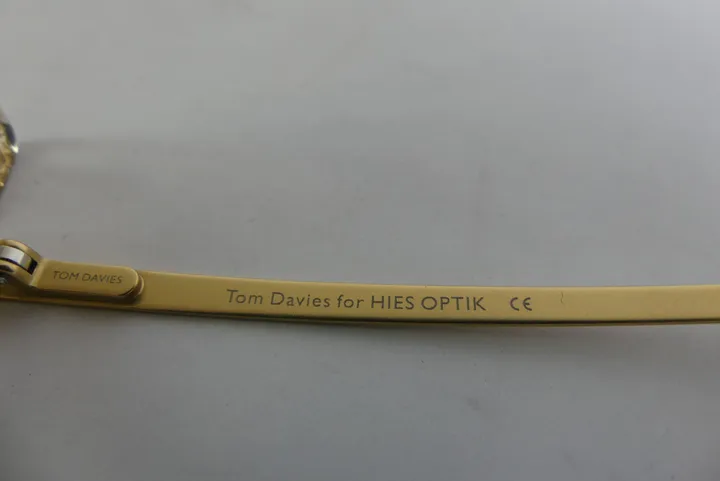 TOM DAVIES
Tom Davies for HIES OPTIK CE